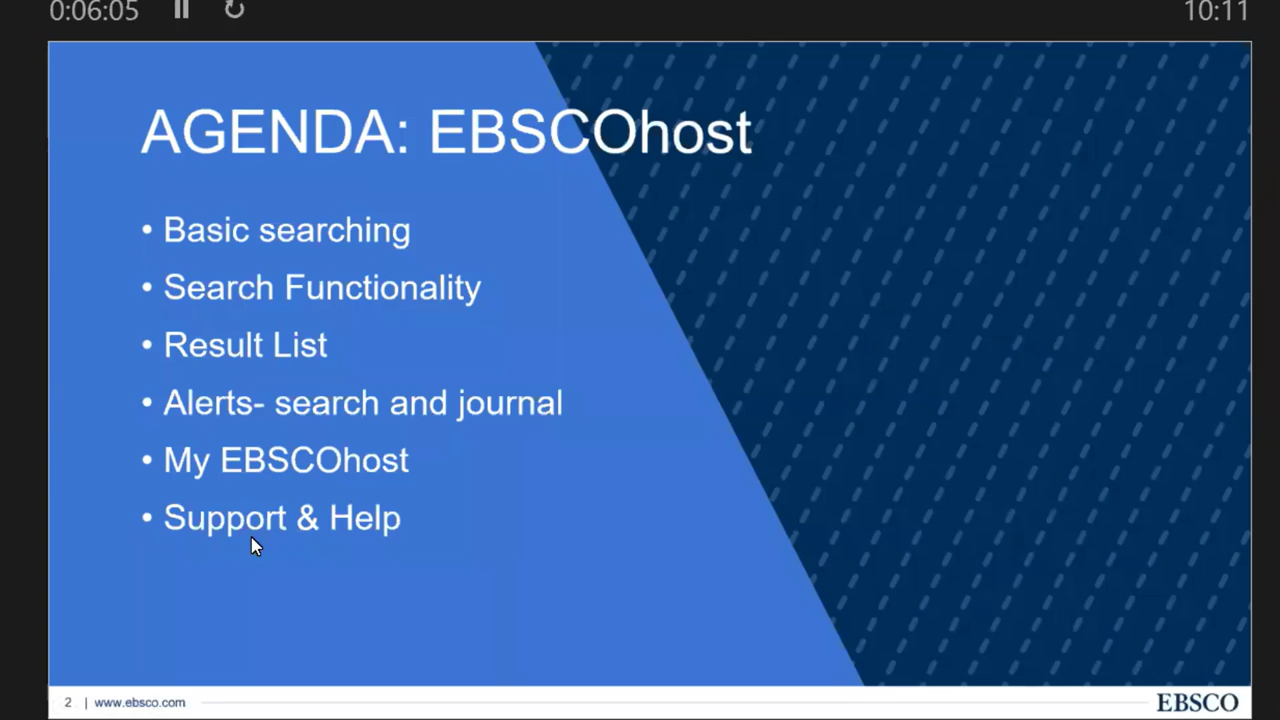 0:06:05
10:11
AGENDA: EBSCOhost
• Basic searching
• Search Functionality
• Result List
• Alerts- search and journal
• My EBSCOhost
• Support & Help
2 | www.ebsco.com
EBSCO